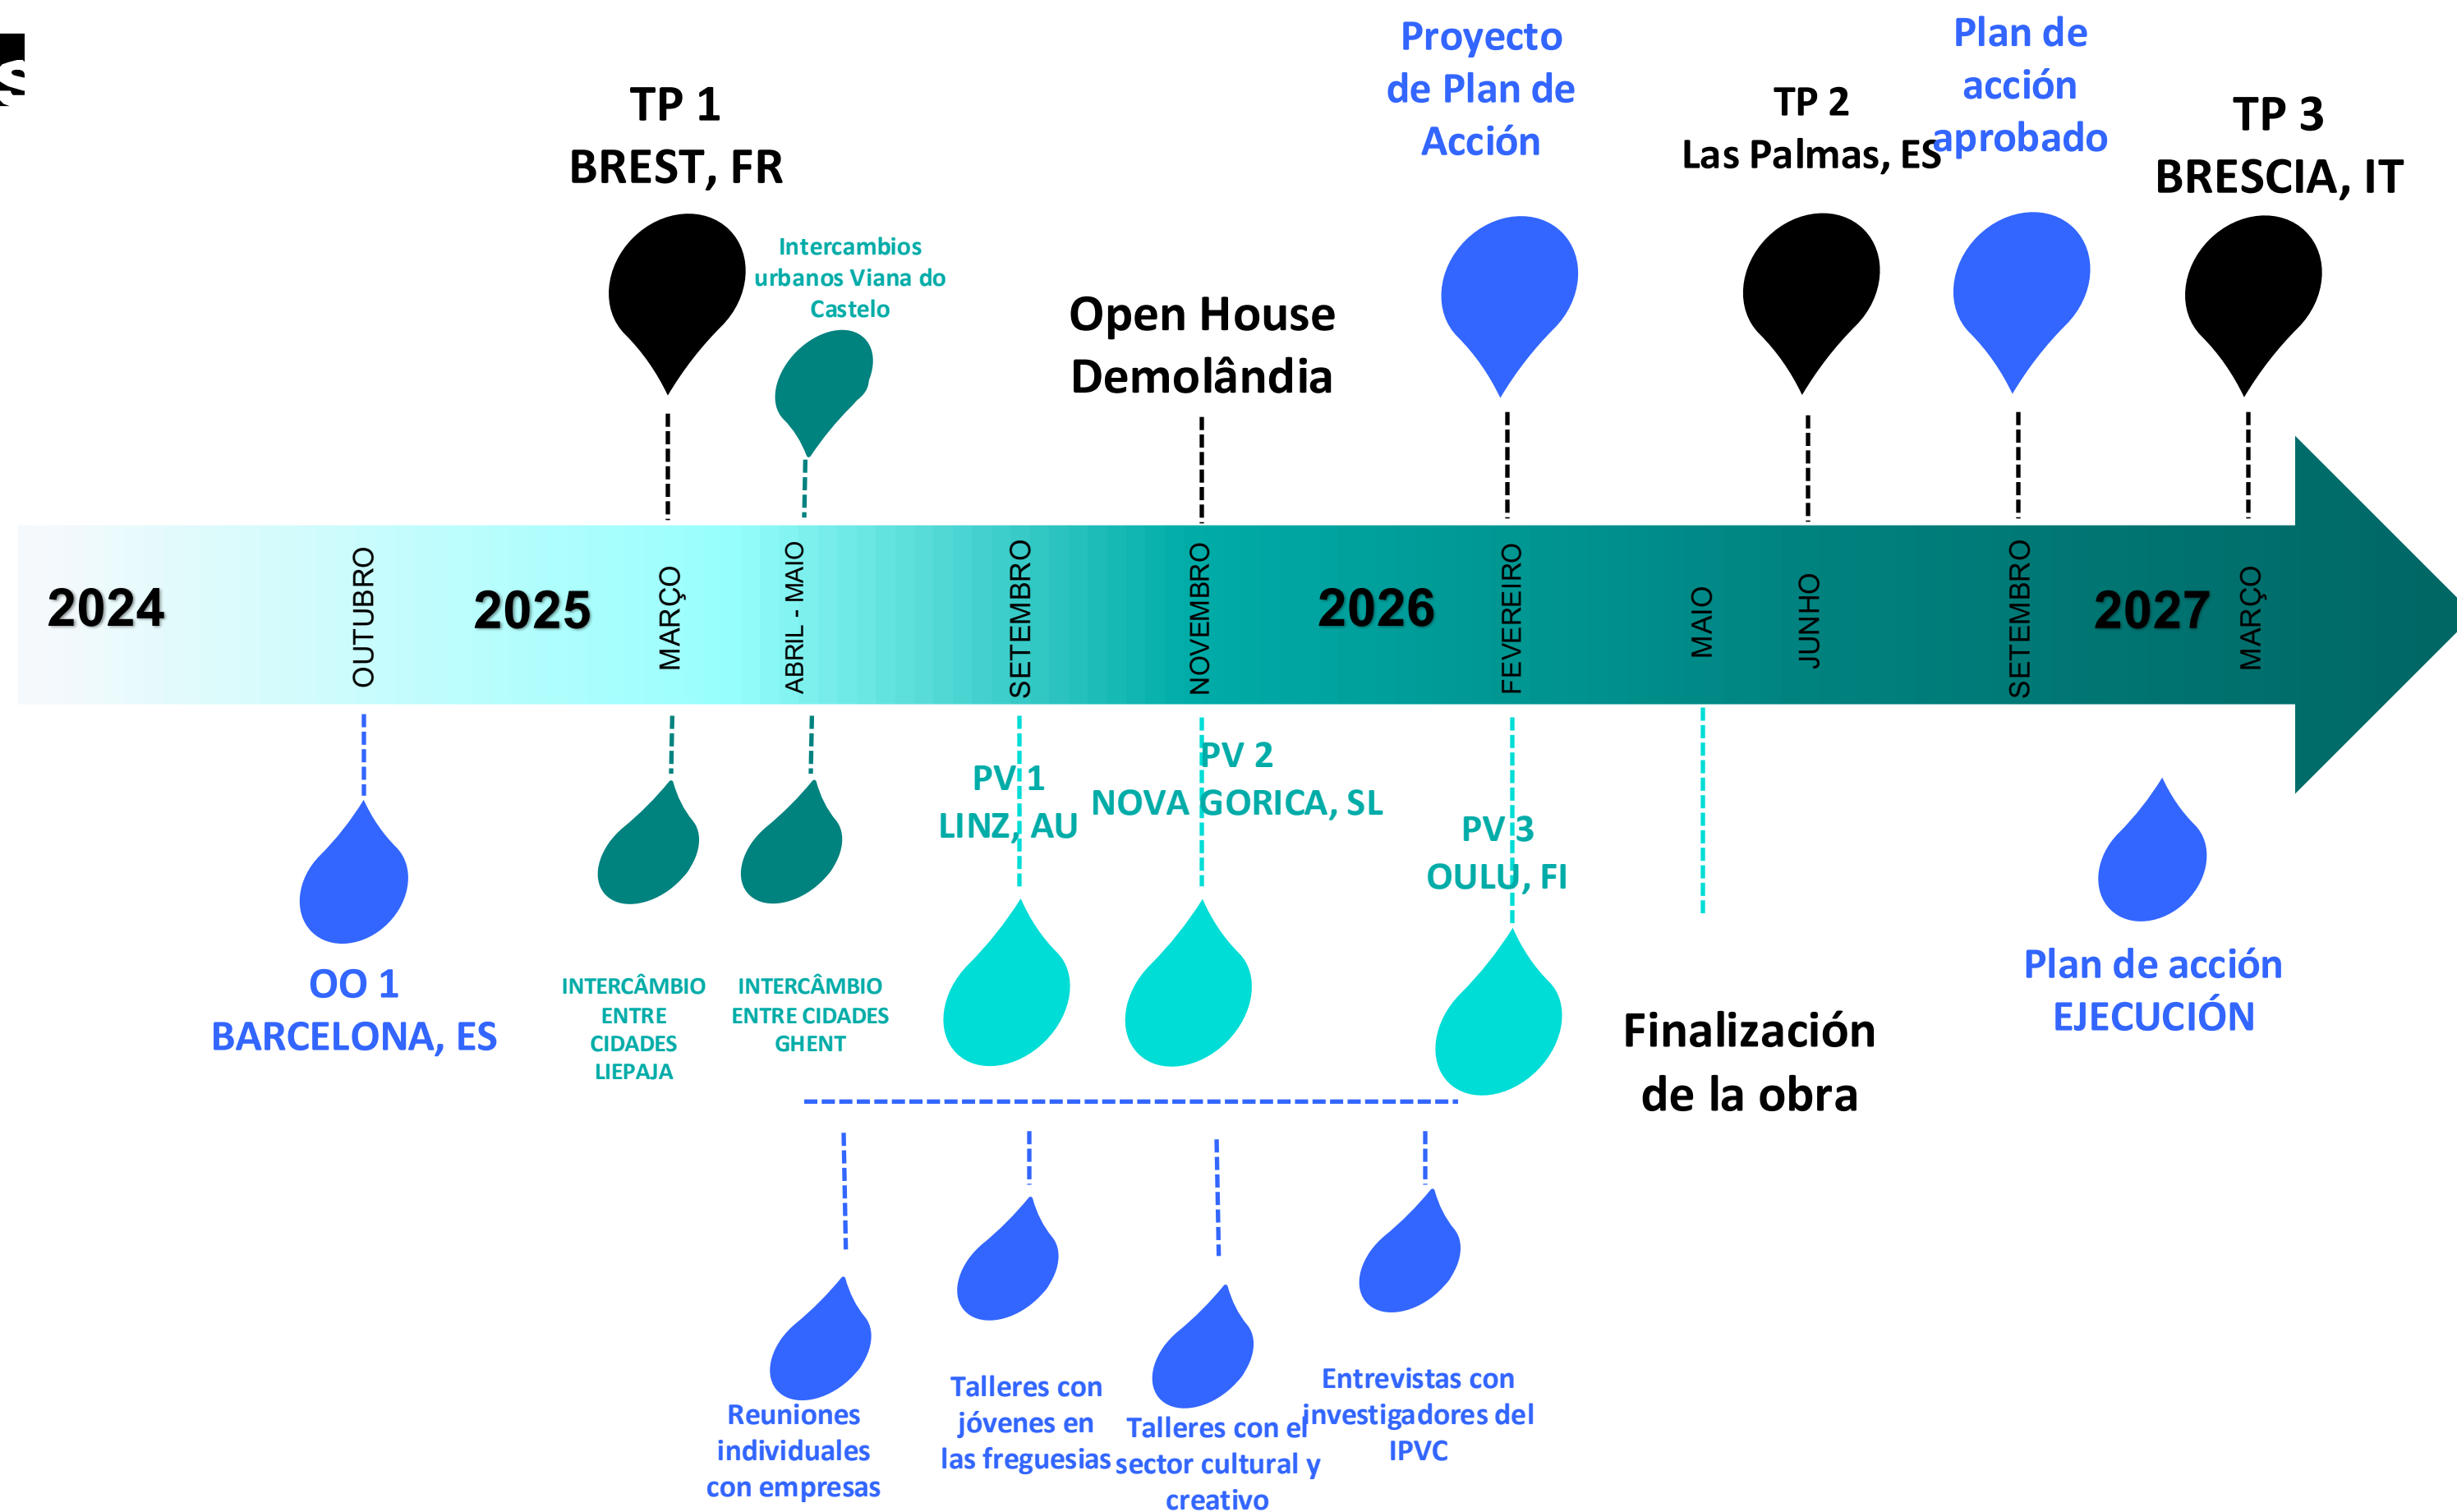 S
TP 1
BREST, FR
Intercambios
urbanos Viana do
Castelo
Open House
Demolândia
Proyecto
de Plan de
Acción
TP 2
Las Palmas, ES
Plan de
acción
aprobado
TP 3
BRESCIA, IT
2024
OUTUBRO
2025
MARÇO
ABRIL - MAIO
SETEMBRO
NOVEMBRO
2026
FEVEREIRO
MAIO
JUNHO
SETEMBRO
2027
MARÇO
OO 1
BARCELONA, ES
INTERCÂMBIO
ENTRE
CIDADES
LIEPAJA
INTERCÂMBIO
ENTRE CIDADES
GHENT
PV 1
LINZ, AU
PV 2
NOVA GORICA, SL
PV 3
OULU, FI
Finalización
de la obra
Plan de acción
EJECUCIÓN
Reuniones
individuales
con empresas
Talleres con
jóvenes en
las freguesias
Talleres con el
sector cultural y
creativo
Entrevistas con
investigadores del
IPVC